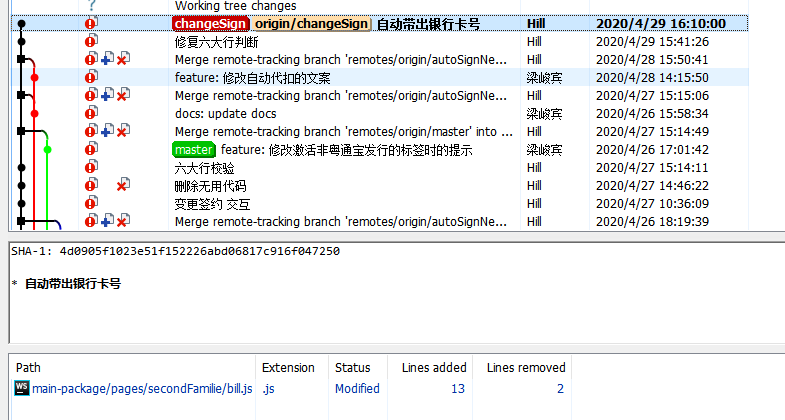 Working tree changes
changeSign origin/changeSign 自动带出银行卡号 Hill 2020/4/29 16:10:00
修复六大行判断 Hill 2020/4/29 15:41:26
Merge remote-tracking branch 'remotes/origin/autoSignNe... Hill 2020/4/28 15:50:41
feature: 修改自动代扣的文案 梁峻宾 2020/4/28 14:15:50
Merge remote-tracking branch 'remotes/origin/autoSignNe... Hill 2020/4/27 15:15:06
docs: update docs 梁峻宾 2020/4/26 15:58:34
Merge remote-tracking branch 'remotes/origin/master' into ... Hill 2020/4/27 15:14:49
master feature: 修改激活非粤通宝发行的标签时的提示 梁峻宾 2020/4/26 17:01:42
六大行校验 Hill 2020/4/27 15:14:11
删除无用代码 Hill 2020/4/27 14:46:22
变更签约 交互 Hill 2020/4/27 10:36:09
Merge remote-tracking branch 'remotes/origin/autoSignNe... Hill 2020/4/26 18:19:39
SHA-1: 4d0905f1023e51f152226abd06817c916f047250
* 自动带出银行卡号
Path Extension Status Lines added Lines removed
WS main-package/pages/secondFamilie/bill.js .js Modified 13 2